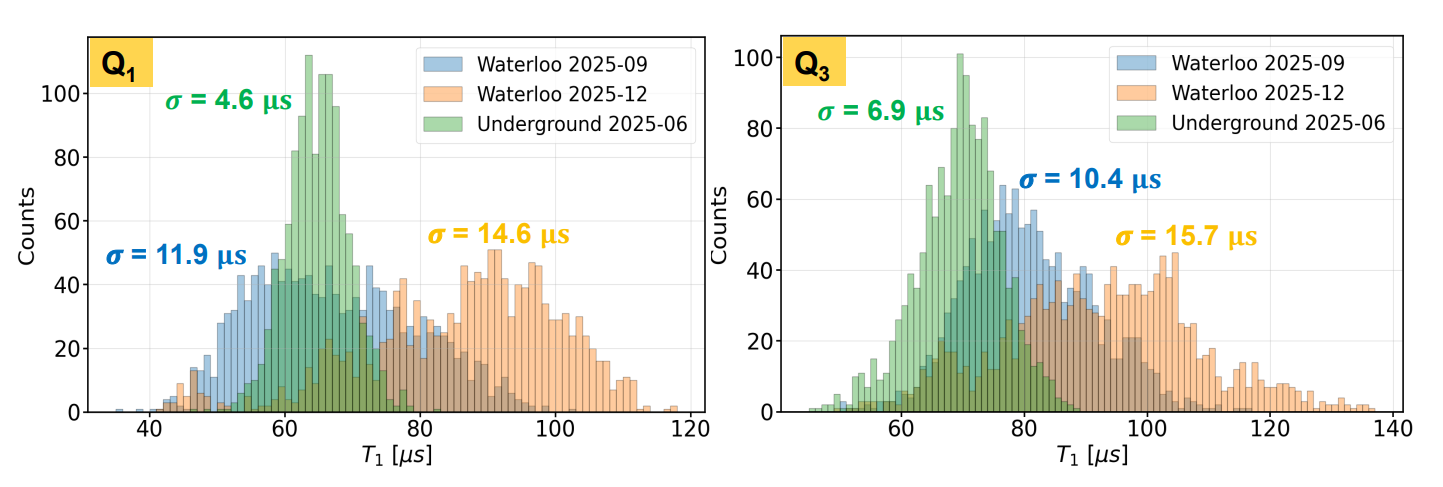 Q1
σ = 4.6 μs
σ = 11.9 μs
σ = 14.6 μs
Waterloo 2025-09
Waterloo 2025-12
Underground 2025-06
Counts
0
20
40
60
80
100
40
60
80
100
120
T1 [μs]
Q3
σ = 6.9 μs
σ = 10.4 μs
σ = 15.7 μs
Waterloo 2025-09
Waterloo 2025-12
Underground 2025-06
Counts
0
20
40
60
80
100
60
80
100
120
140
T1 [μs]